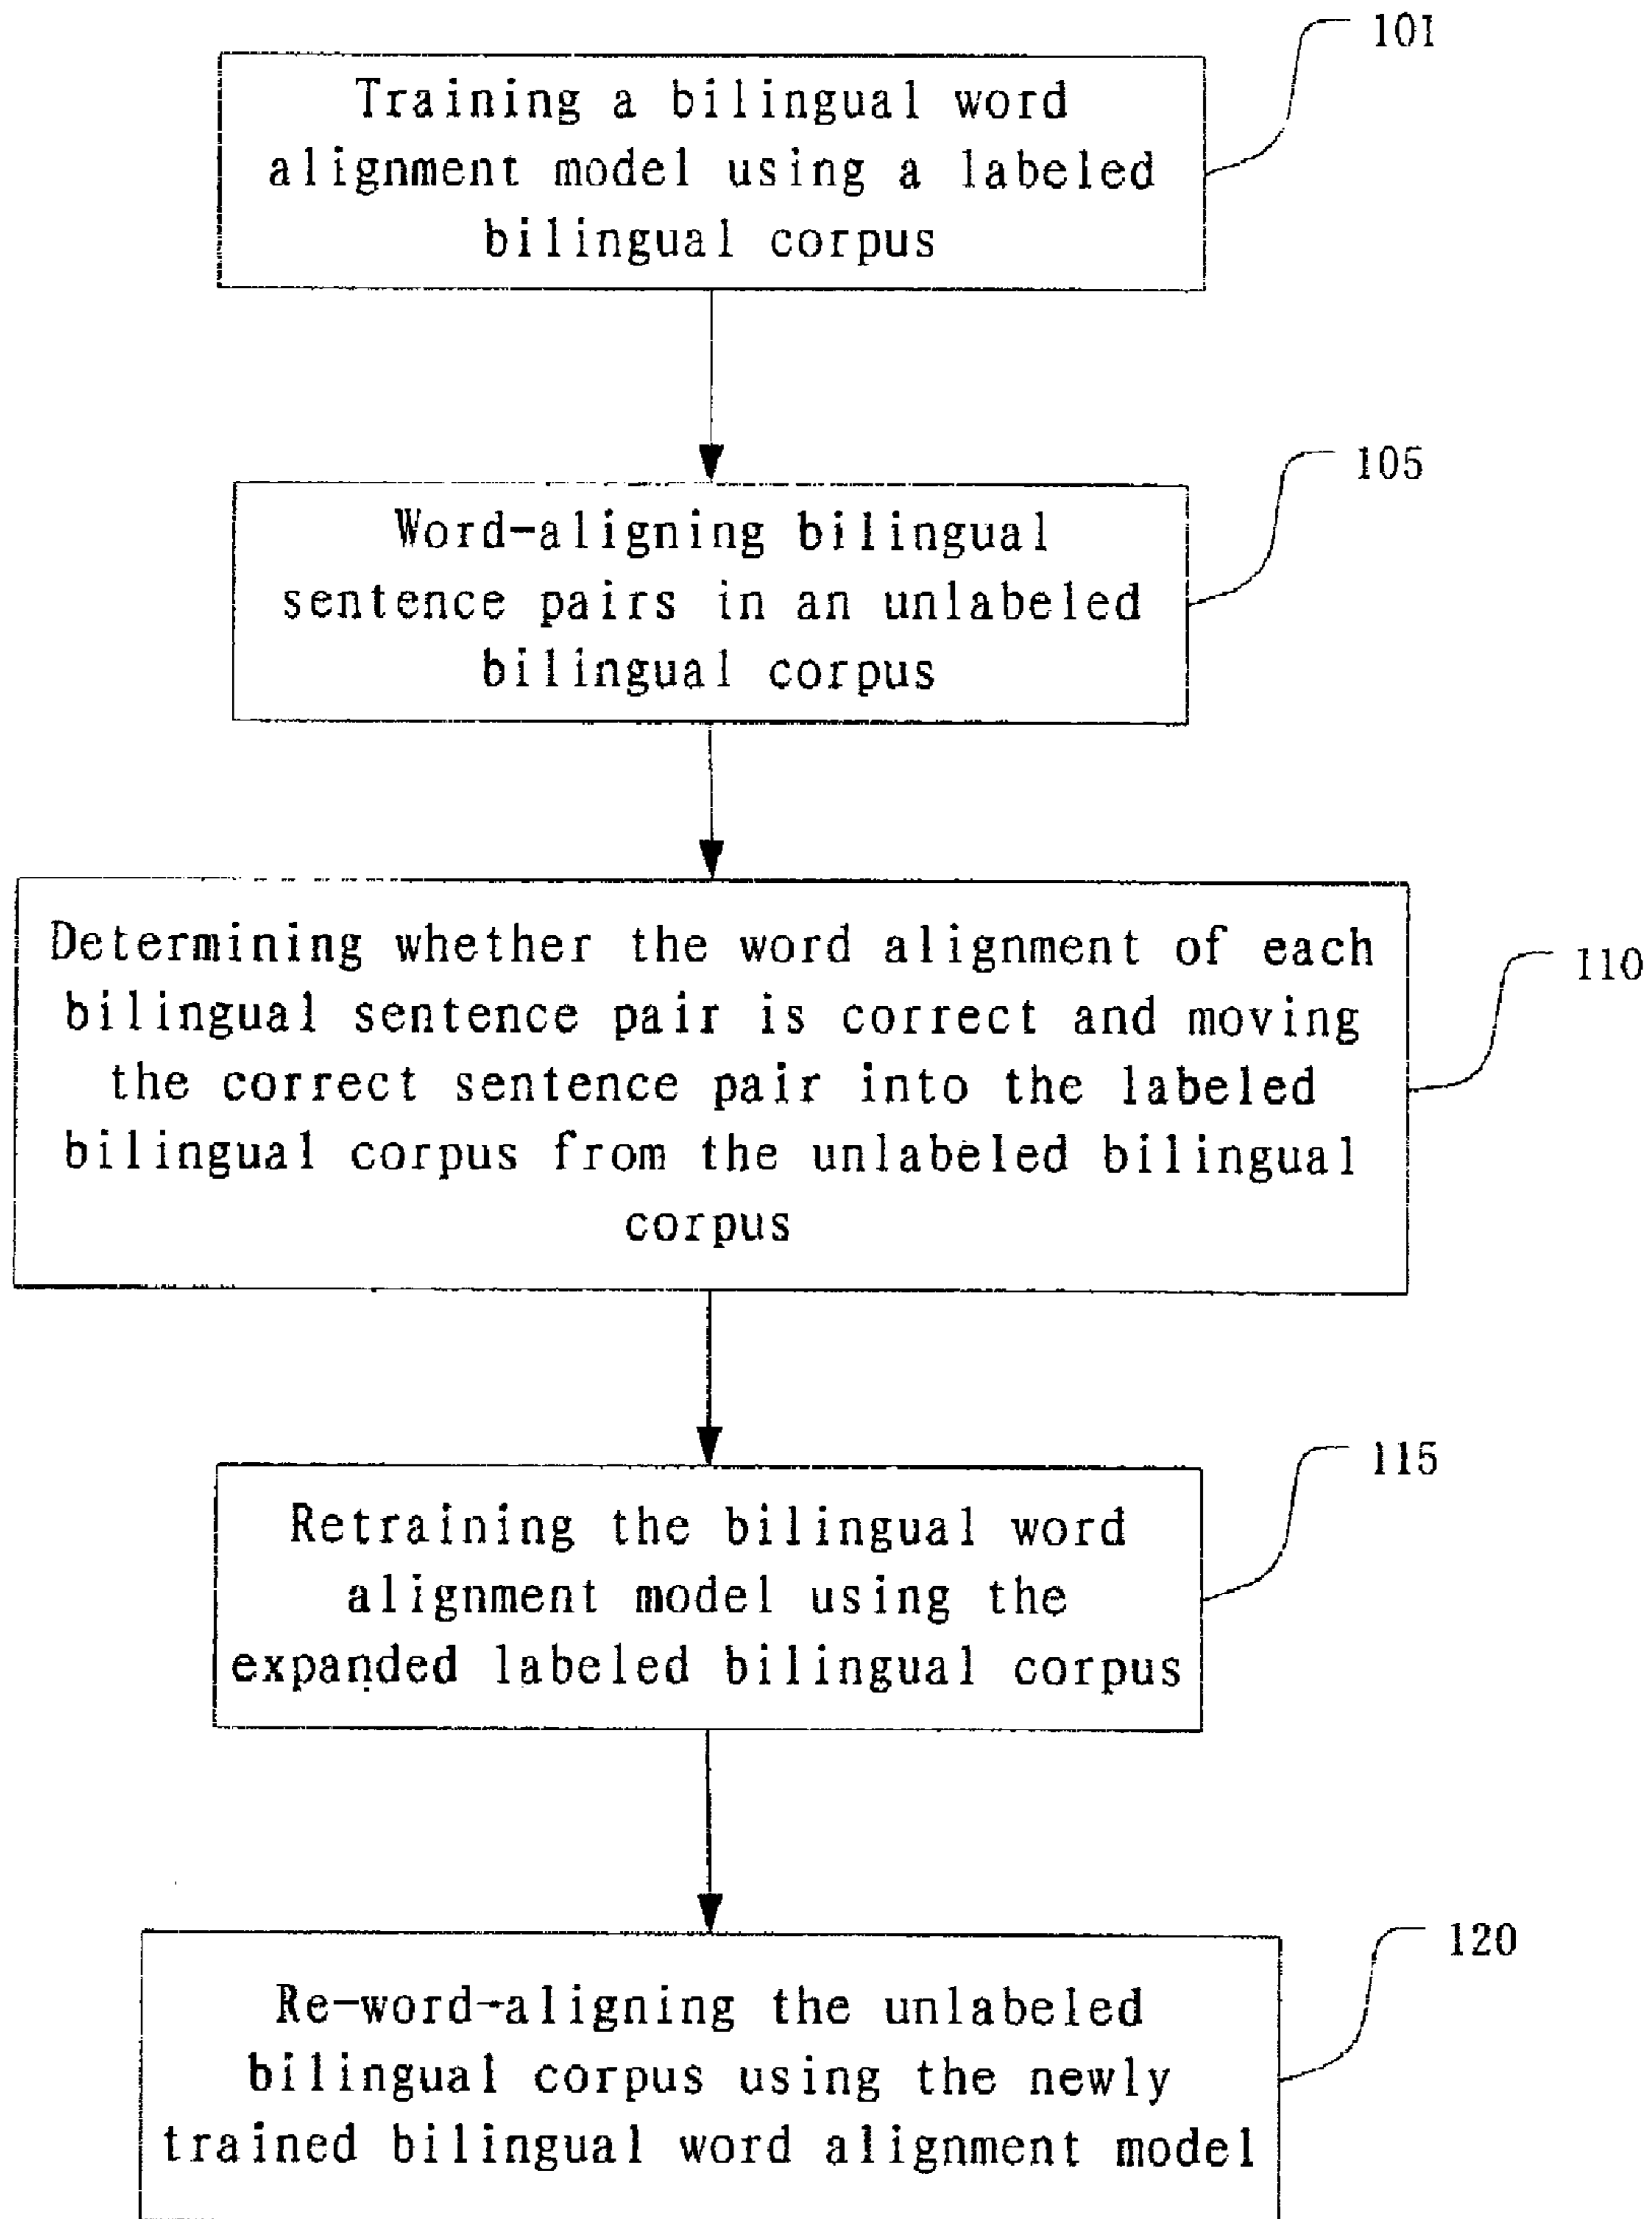 101
Training a bilingual word
alignment model using a labeled
bilingual corpus
105
Word-aligning bilingual
sentence pairs in an unlabeled
bilingual corpus
Determining whether the word alignment of each
bilingual sentence pair is correct and moving
the correct sentence pair into the labeled
bilingual corpus from the unlabeled bilingual
corpus
110
115
Retraining the bilingual word
alignment model using the
expanded labeled bilingual corpus
120
Re-word-aligning the unlabeled
bilingual corpus using the newly
trained bilingual word alignment model